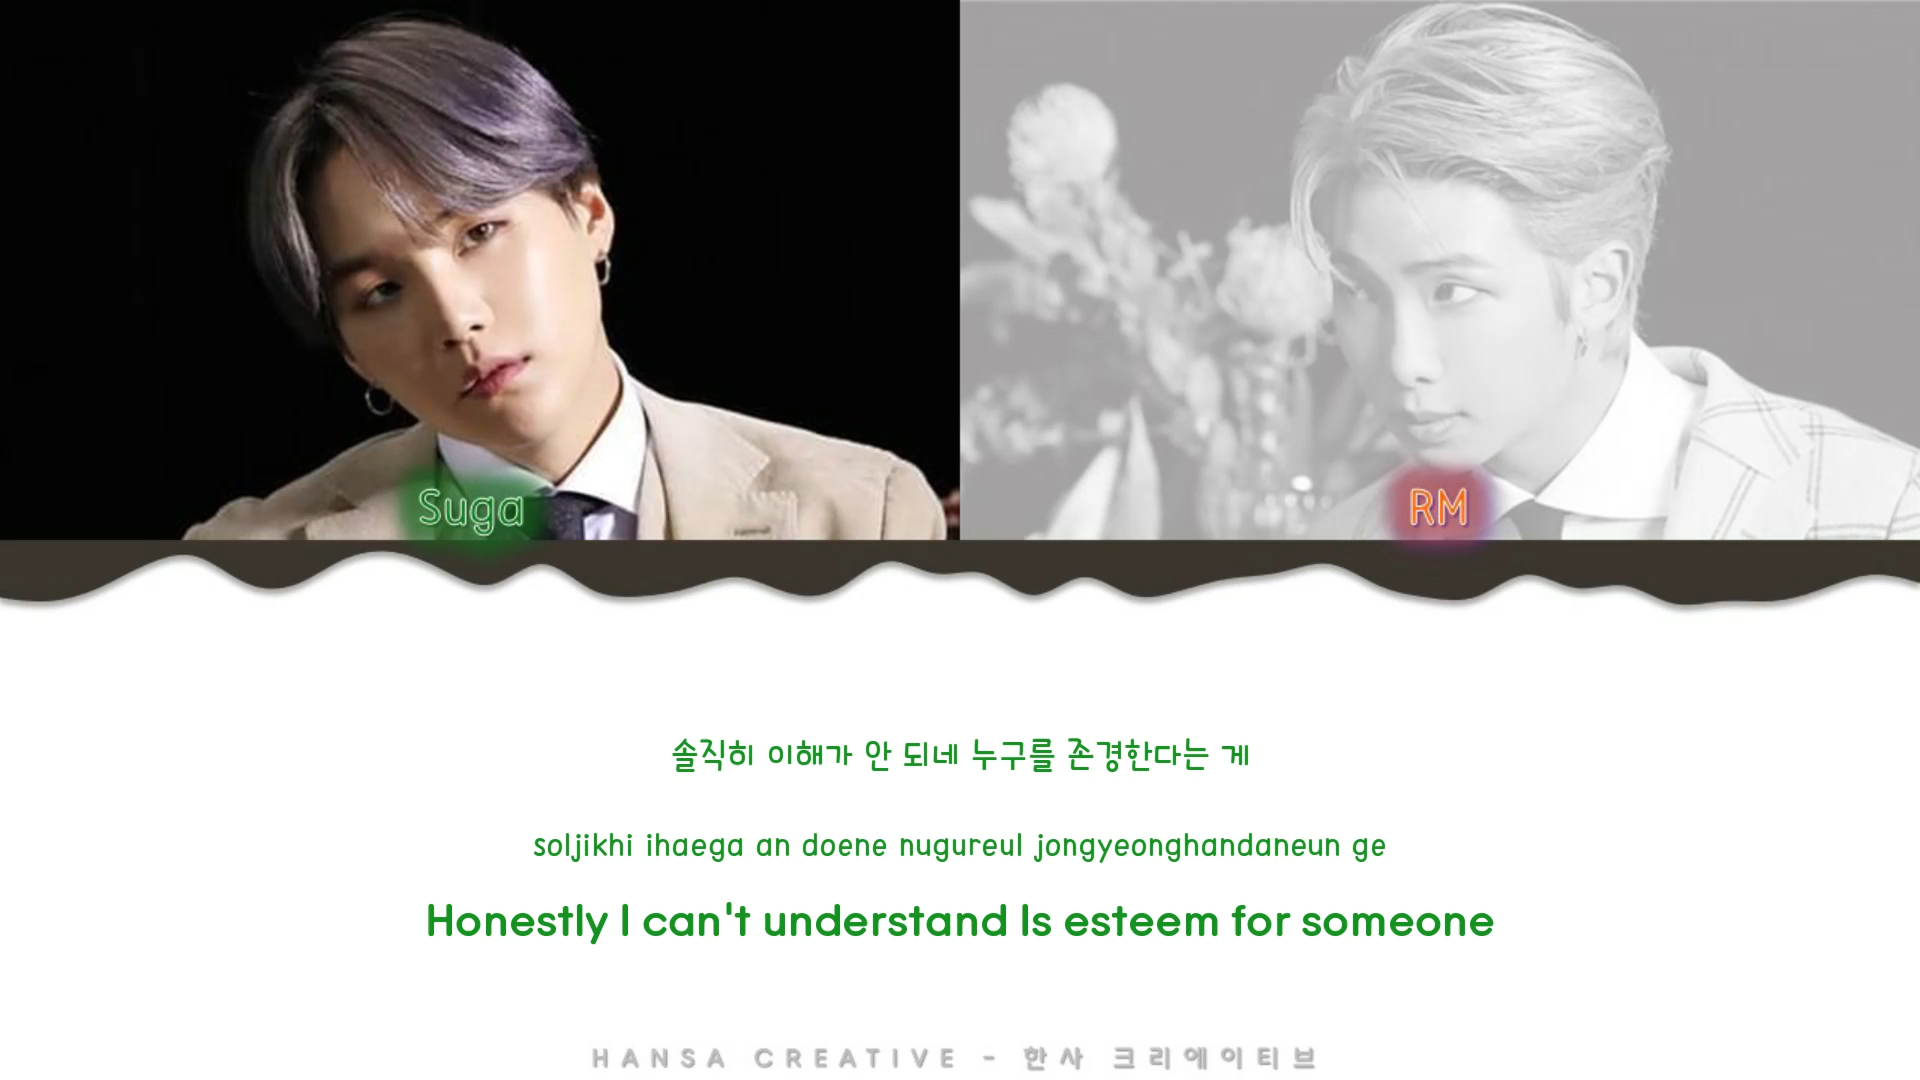 Suga
RM
솔직히 이해가 안 되네 누구를 존경한다는 게
soljikhi ihaega an doene nugureul jongyeonghandaneun ge
Honestly I can't understand Is esteem for someone
HANSA CREATIVE - 한사 크리에이티브